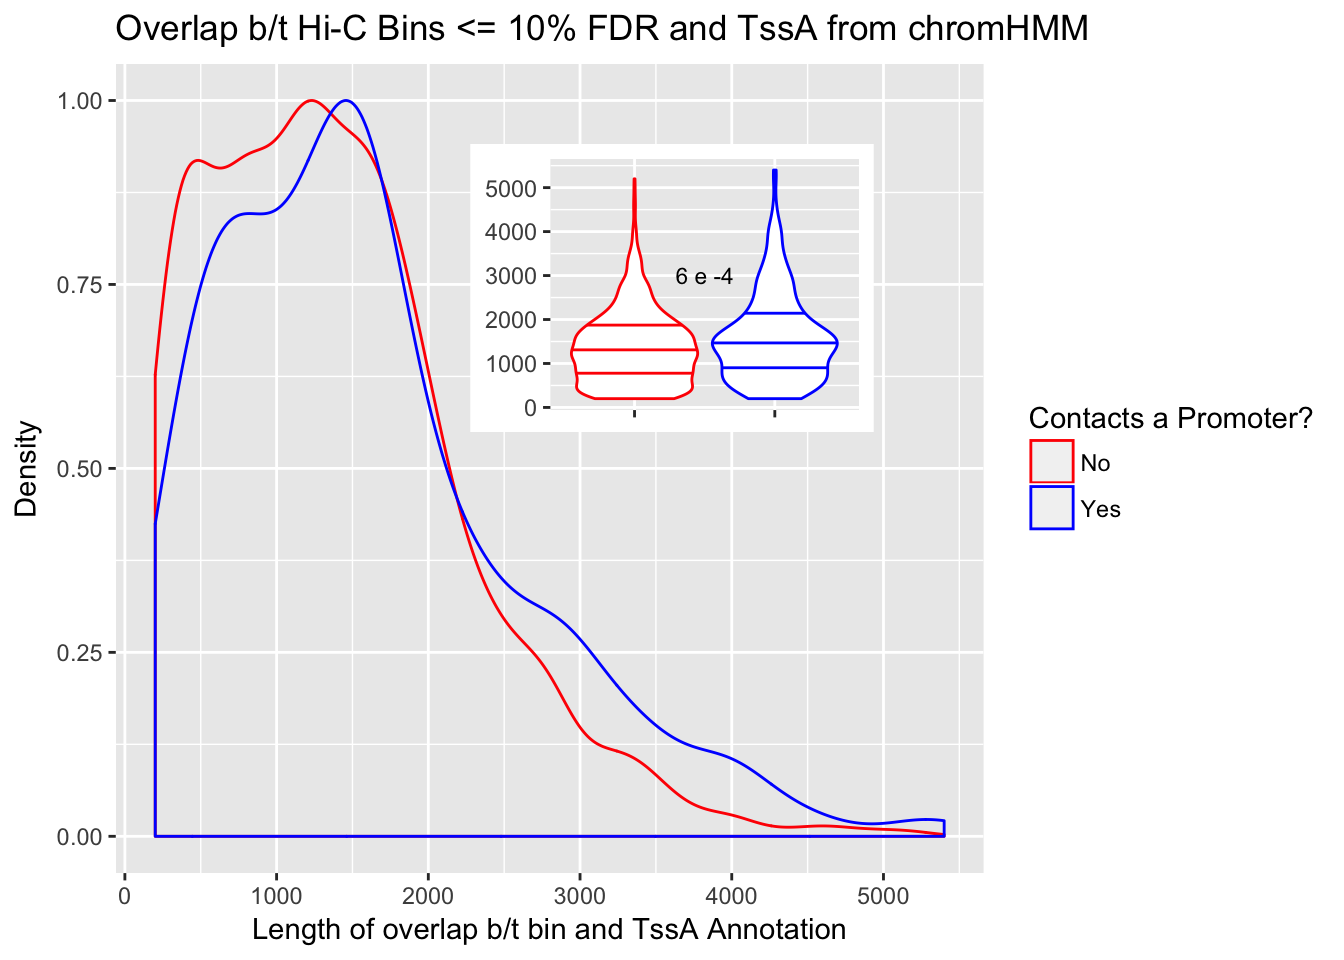 Overlap b/t Hi-C Bins <= 10% FDR and TssA from chromHMM
1.00
0.75
0.50
0.25
0.00
Density
0 1000 2000 3000 4000 5000
Length of overlap b/t bin and TssA Annotation
5000
4000
3000
2000
1000
0
6 e -4
Contacts a Promoter?
No
Yes